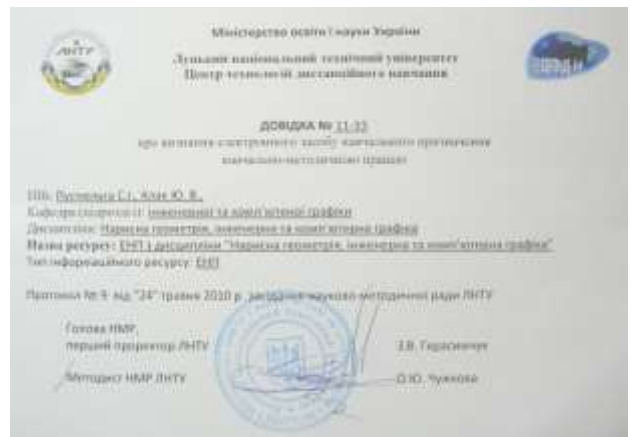 ЛНТУ
Міністерство освіти і науки України
Луцький національний технічний університет
Центр технологій дистанційного навчання
ДОВІДКА № 11-33
про визнання електронного засобу навчального призначення
навчально-методичною працею
ПІБ: Пустюльга С.І., Клак Ю. В.,
Кафедра інженерної та комп'ютерної графіки
Дисципліна: Нарисна геометрія, інженерна та комп'ютерна графіка
Назва ресурсу: ЕНП з дисципліни "Нарисна геометрія, інженерна та комп'ютерна графіка"
Тип інформаційного ресурсу: ЕНП
Протокол № 9 від "24" травня 2010 р. засідання науково-методичної ради ЛНТУ
Голова НМР,
перший проректор ЛНТУ
З.В. Герасимчук
Методист НМР ЛНТУ
О.Ю. Чужкова